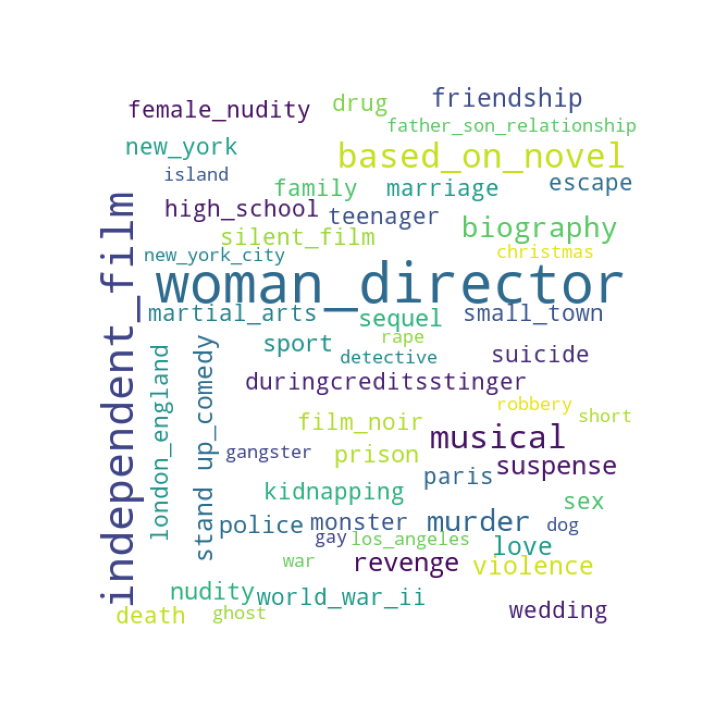 friendship
drug
female_nudity
father_son_relationship
new_york
based_on_novel
island
escape
family
marriage
high_school
teenager
biography
silent_film
christmas
new_york_city
woman_director
independent_film
martial_arts
sequel
small_town
rape
sport
detective
suicide
duringcreditsstinger
robbery
short
film_noir
musical
london_england
stand up_comedy
gangster
prison
suspense
paris
kidnapping
sex
police
monster
murder
dog
gay
los_angeles
love
war
revenge
violence
nudity
world_war_ii
wedding
death
ghost